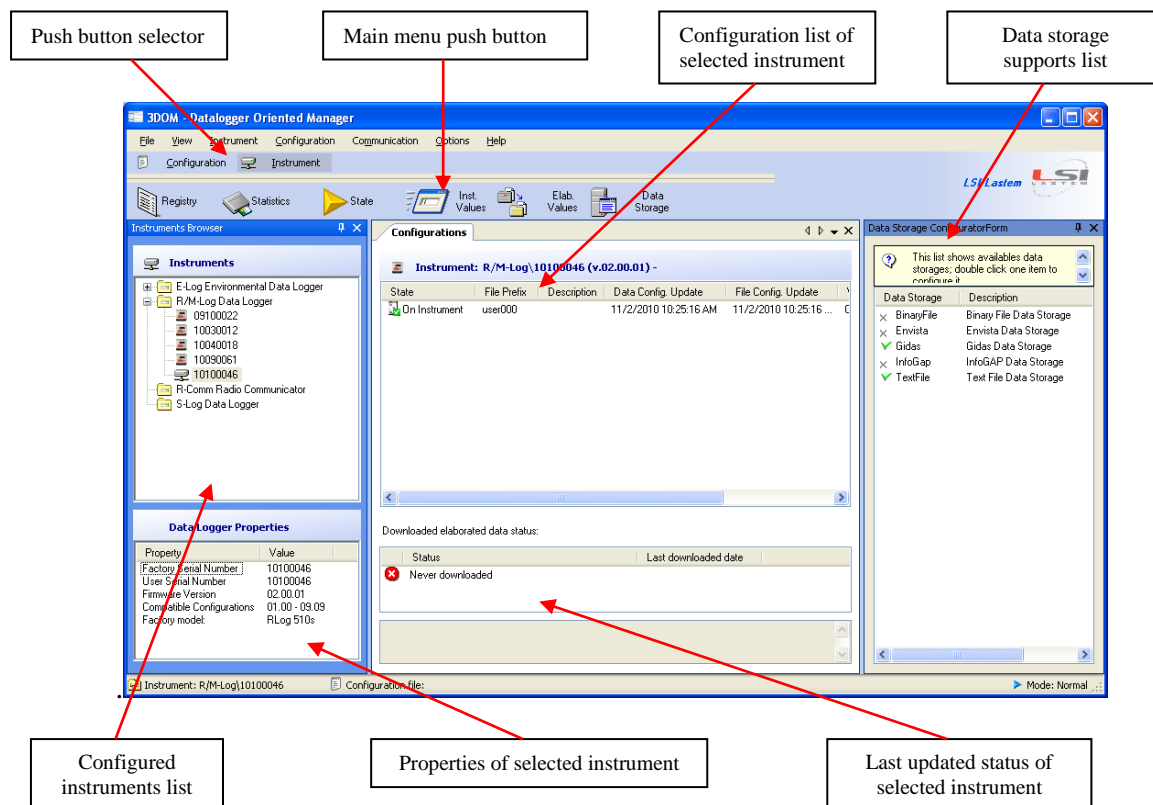 Push button selector
Main menu push button
Configuration list of
selected instrument
Data storage
supports list
3DOM - Datalogger Oriented Manager
File View Instrument Configuration Communication Options Help
Configuration Instrument
LSI Lastem
LSI
LASTEM
Registry Statistics State Inst. Values Elab. Values Data Storage
Instruments Browser
Instruments
E-Log Environmental Data Logger
R/M-Log Data Logger
09100022
10030012
10040018
10090061
10100046
R-Comm Radio Communicator
S-Log Data Logger
Data Logger Properties
Property Value
Factory Serial Number 10100046
User Serial Number 10100046
Firmware Version 02.00.01
Compatible Configurations 01.00 - 09.09
Factory model: RLog 510s
Configurations
Instrument: R/M-Log\10100046 (v.02.00.01) -
State File Prefix Description Data Config. Update File Config. Update
On Instrument user000 11/2/2010 10:25:16 AM 11/2/2010 10:25:16 ...
Downloaded elaborated data status:
Status Last downloaded date
Never downloaded
Data Storage ConfiguratorForm
This list shows availables data
storages; double click one item to
configure it
Data Storage Description
BinaryFile Binary File Data Storage
Envista Envista Data Storage
Gidas Gidas Data Storage
InfoGap InfoGAP Data Storage
TextFile Text File Data Storage
Instrument: R/M-Log\10100046 Configuration file: Mode: Normal
Configured
instruments list
Properties of selected instrument
Last updated status of
selected instrument